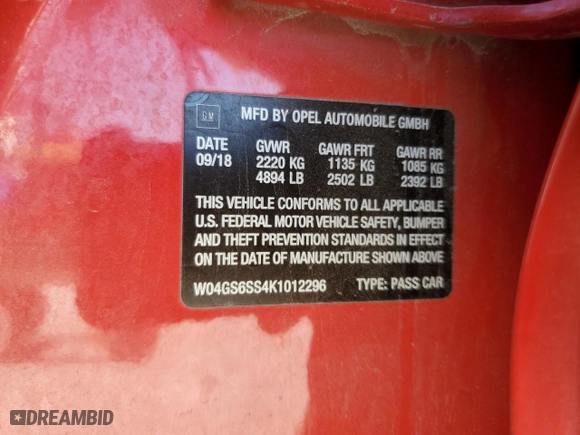 GM
MFD BY OPEL AUTOMOBILE GMBH
DATE GVWR GAWR FRT GAWR RR
09/18 2220 KG 1135 KG 1085 KG
4894 LB 2502 LB 2392 LB
THIS VEHICLE CONFORMS TO ALL APPLICABLE
U.S. FEDERAL MOTOR VEHICLE SAFETY, BUMPER
AND THEFT PREVENTION STANDARDS IN EFFECT
ON THE DATE OF MANUFACTURE SHOWN ABOVE
W04GS6SS4K1012296 TYPE: PASS CAR
DREAMBID